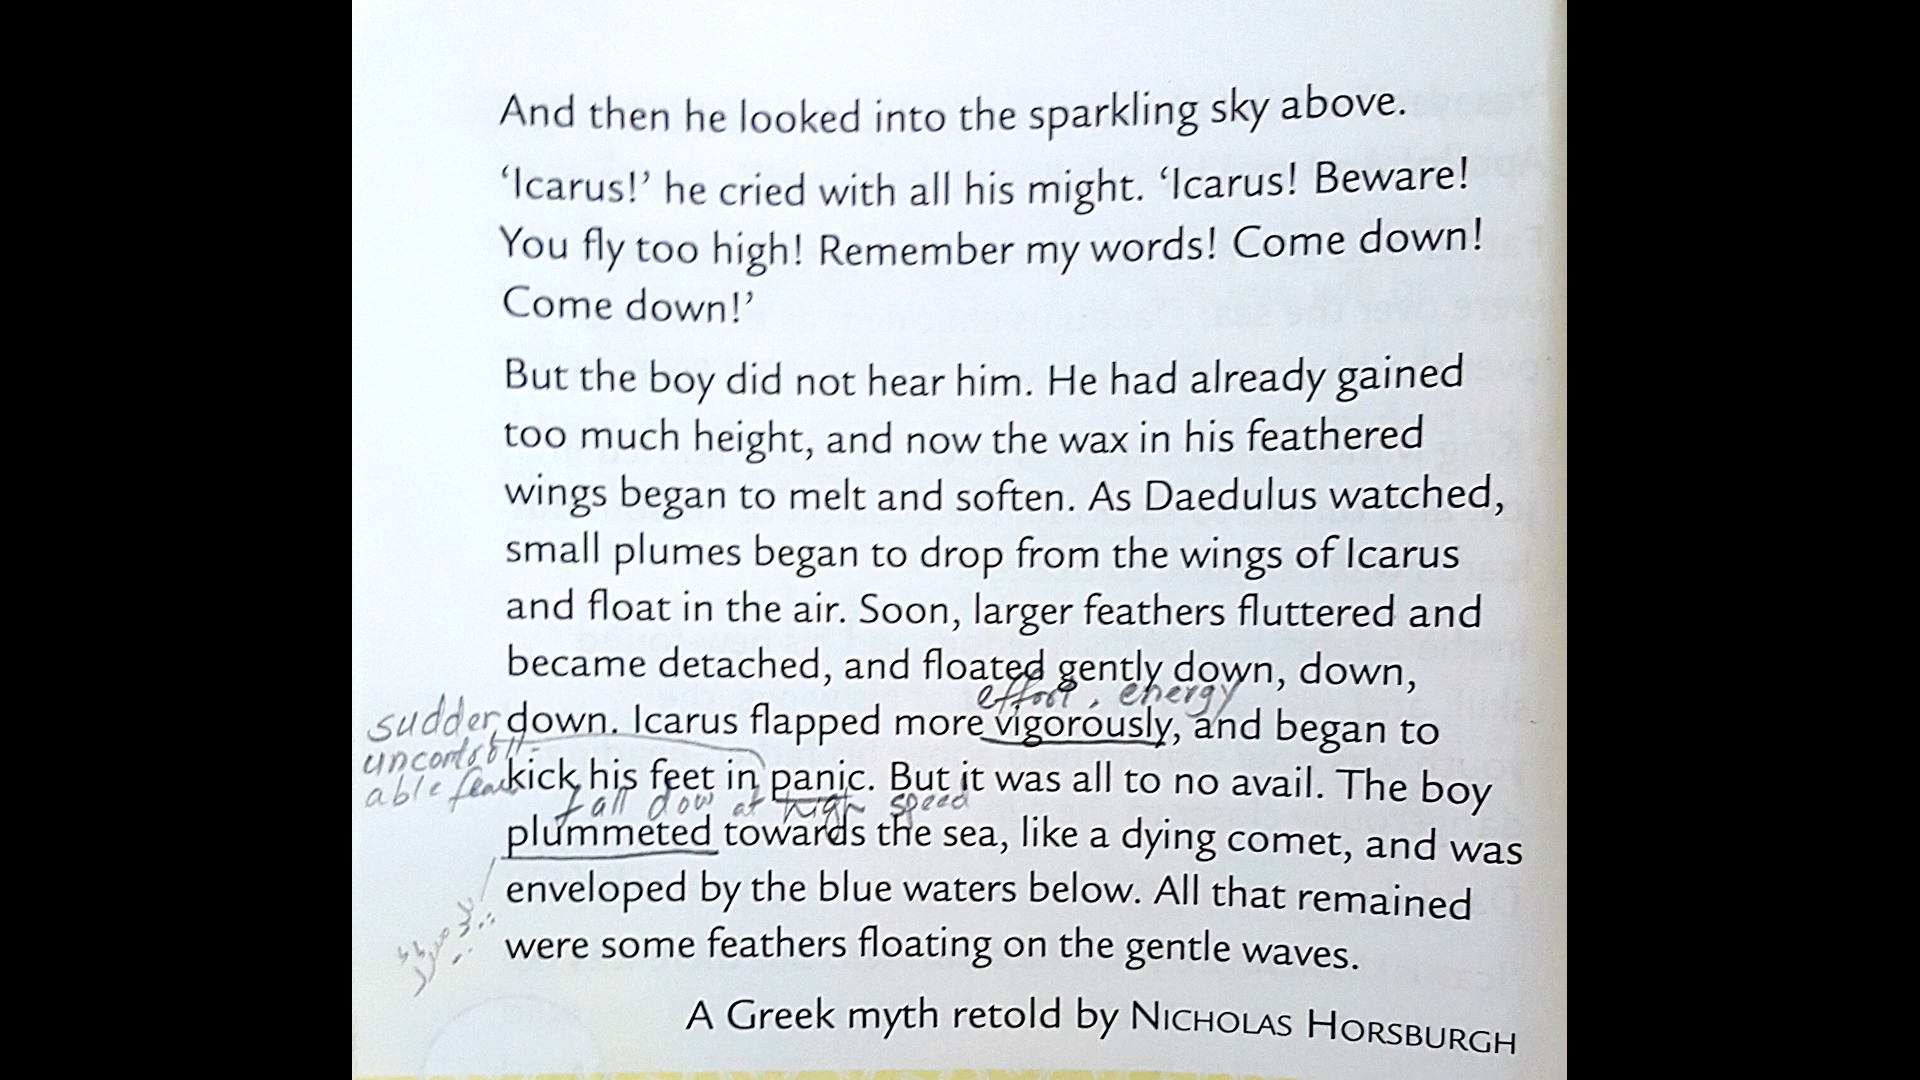 And then he looked into the sparkling sky above.
‘Icarus!’ he cried with all his might. ‘Icarus! Beware!
You fly too high! Remember my words! Come down!
Come down!’
But the boy did not hear him. He had already gained
too much height, and now the wax in his feathered
wings began to melt and soften. As Daedulus watched,
small plumes began to drop from the wings of Icarus
and float in the air. Soon, larger feathers fluttered and
became detached, and floated gently down, down,
effort, energy
down. Icarus flapped more vigorously, and began to
sudden
uncontroll-
able fear
kick his feet in panic. But it was all to no avail. The boy
fall dow at high speed
plummeted towards the sea, like a dying comet, and was
enveloped by the blue waters below. All that remained
were some feathers floating on the gentle waves.
A Greek myth retold by NICHOLAS HORSBURGH